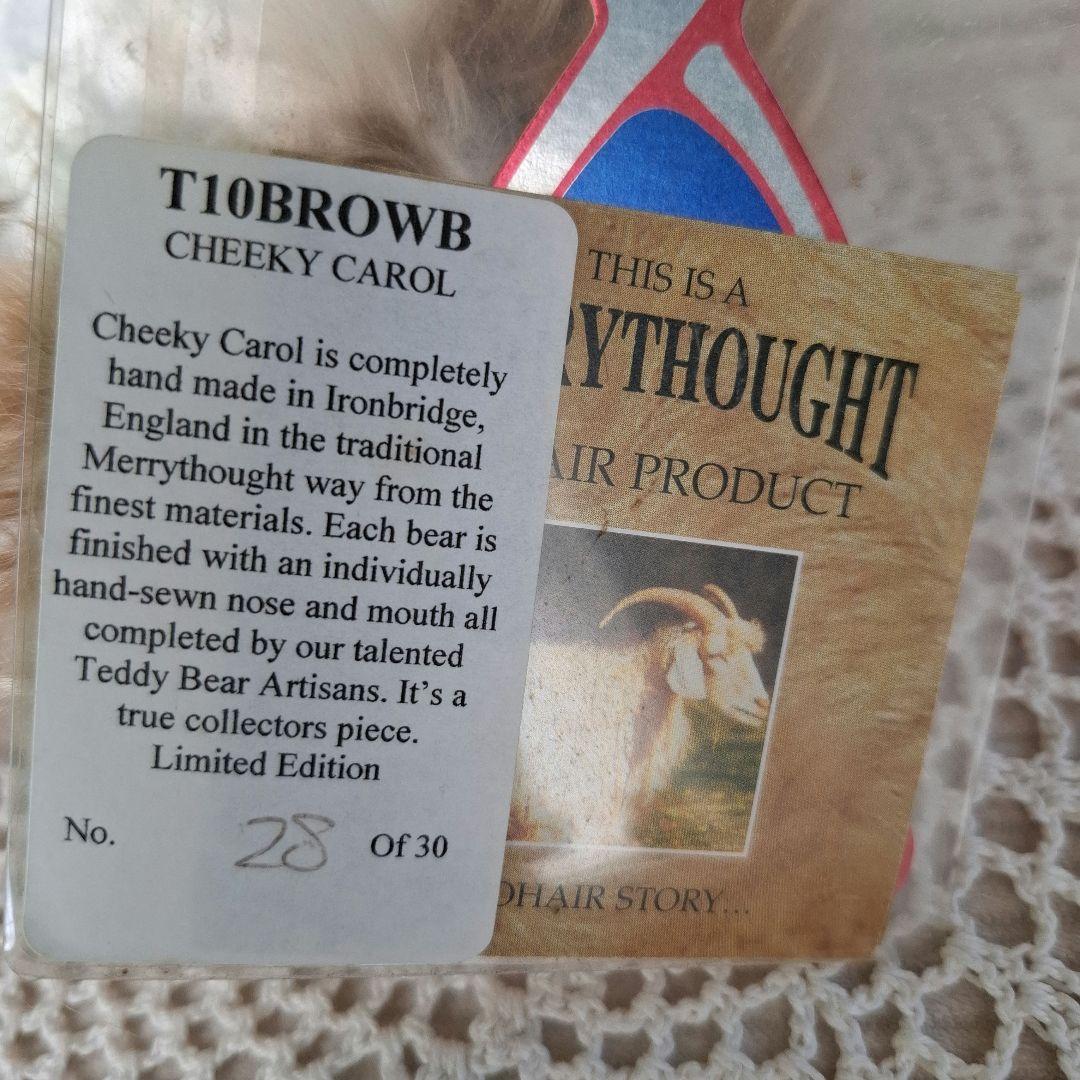 T10BROWB
CHEEKY CAROL
Cheeky Carol is completely
hand made in Ironbridge,
England in the traditional
Merrythought way from the
finest materials. Each bear is
finished with an individually
hand-sewn nose and mouth all
completed by our talented
Teddy Bear Artisans. It's a
true collectors piece.
Limited Edition
No. 28 Of 30
THIS IS A
RYTHOUGHT
AIR PRODUCT
OHAIR STORY...